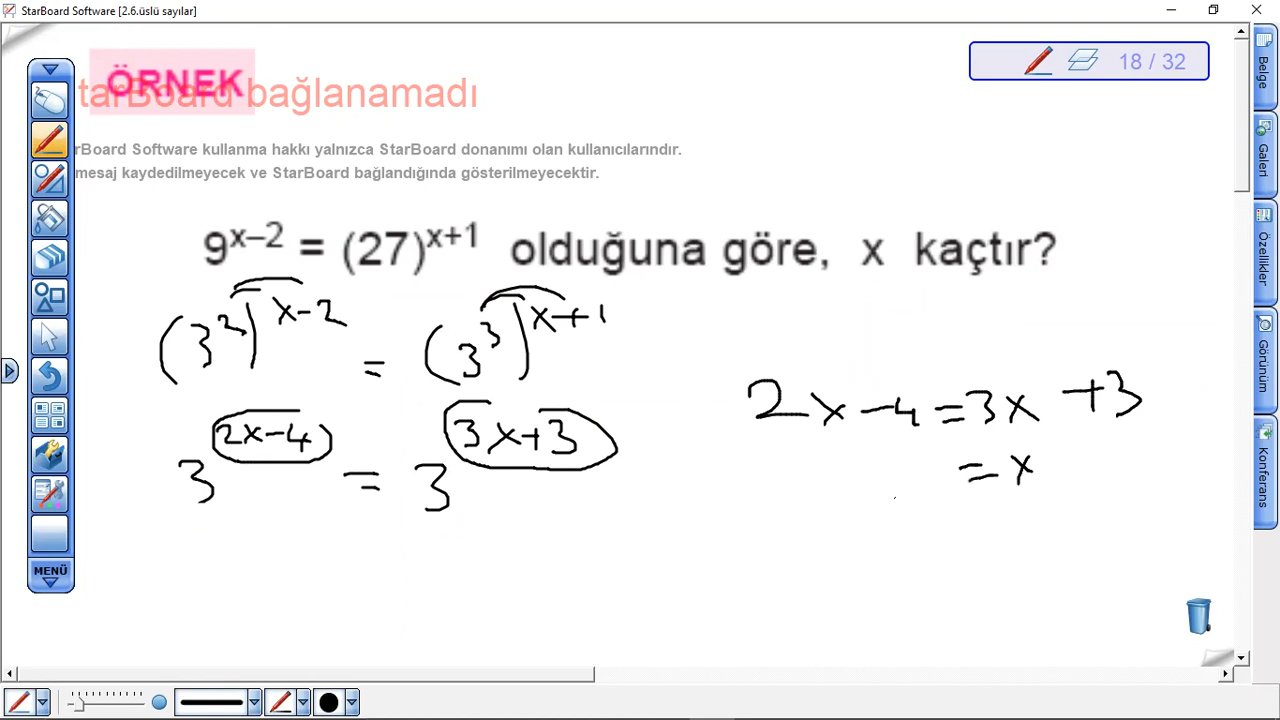 StarBoard Software [2.6.üslü sayılar]
ÖRNEK
tarBoard bağlanamadı
18 / 32
rBoard Software kullanma hakkı yalnızca StarBoard donanımı olan kullanıcılarındır.
mesaj kaydedilmeyecek ve StarBoard bağlandığında gösterilmeyecektir.
9^{x–2} = (27)^{x+1} olduğuna göre, x kaçtır?
(3^2)^{x-2} = (3^3)^{x+1}
3^{2x-4} = 3^{3x+3}
2x-4=3x +3
=x
MENÜ
Belge
Galeri
Özellikler
Görünüm
Konferans